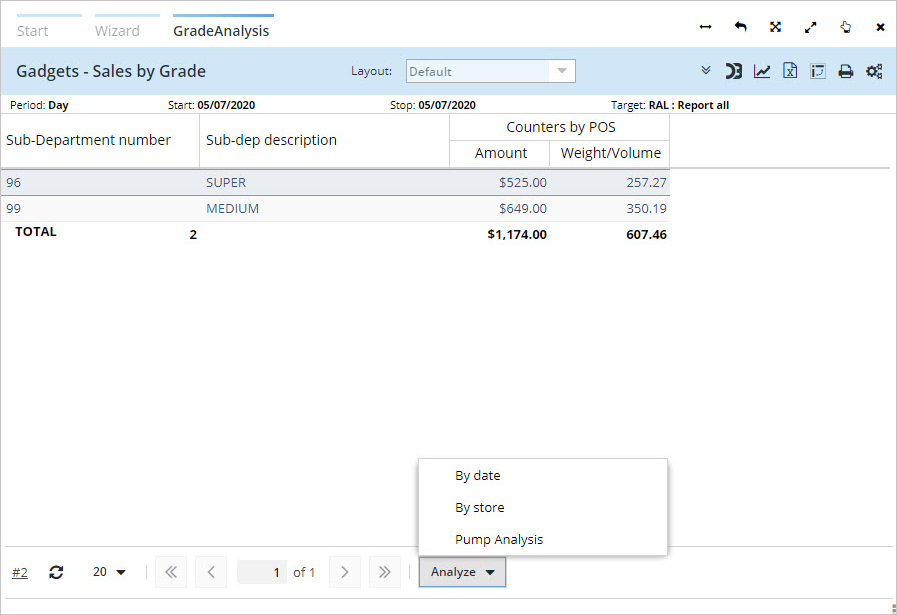 Start Wizard GradeAnalysis
Gadgets - Sales by Grade Layout: Default
Period: Day Start: 05/07/2020 Stop: 05/07/2020 Target: RAL : Report all
Sub-Department number Sub-dep description Counters by POS
Amount Weight/Volume
96 SUPER $525.00 257.27
99 MEDIUM $649.00 350.19
TOTAL 2 $1,174.00 607.46
By date
By store
Pump Analysis
#2 20 1 of 1 Analyze